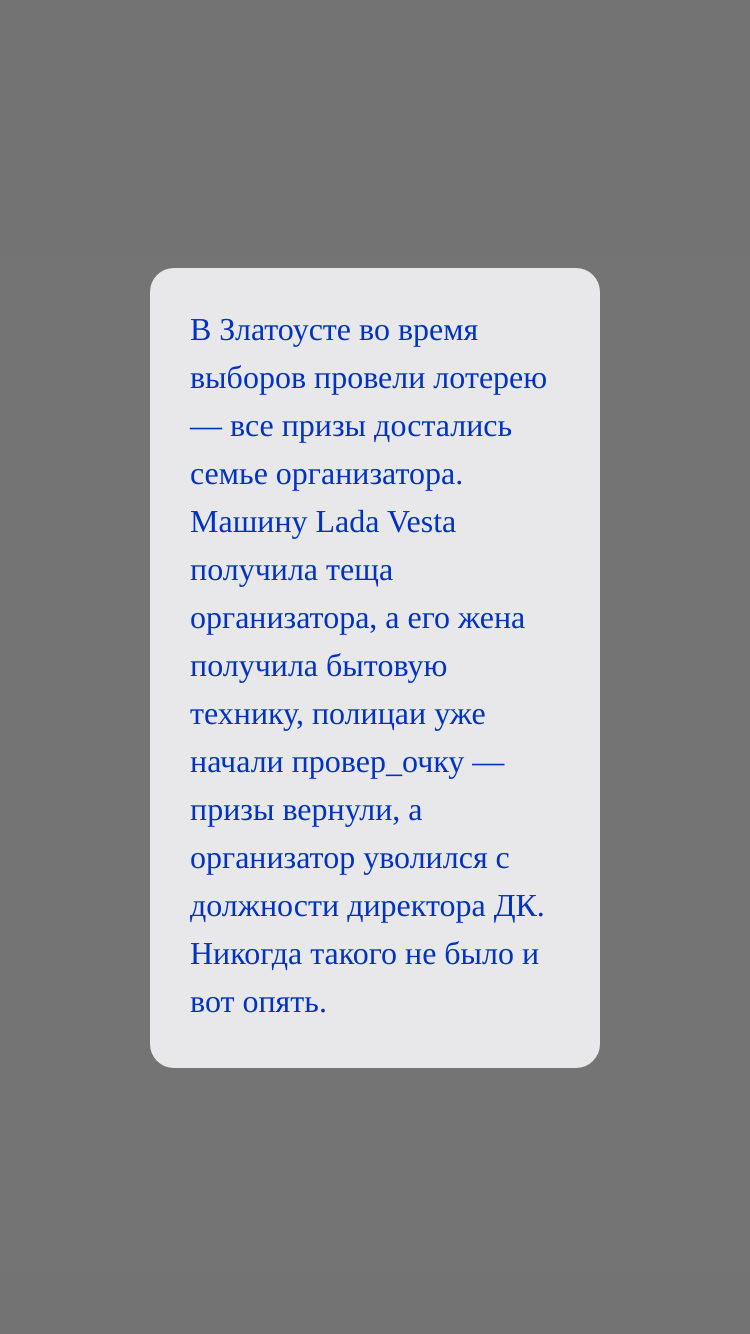 В Златоусте во время
выборов провели лотерею
— все призы достались
семье организатора.
Машину Lada Vesta
получила теща
организатора, а его жена
получила бытовую
технику, полицаи уже
начали провер_очку —
призы вернули, а
организатор уволился с
должности директора ДК.
Никогда такого не было и
вот опять.